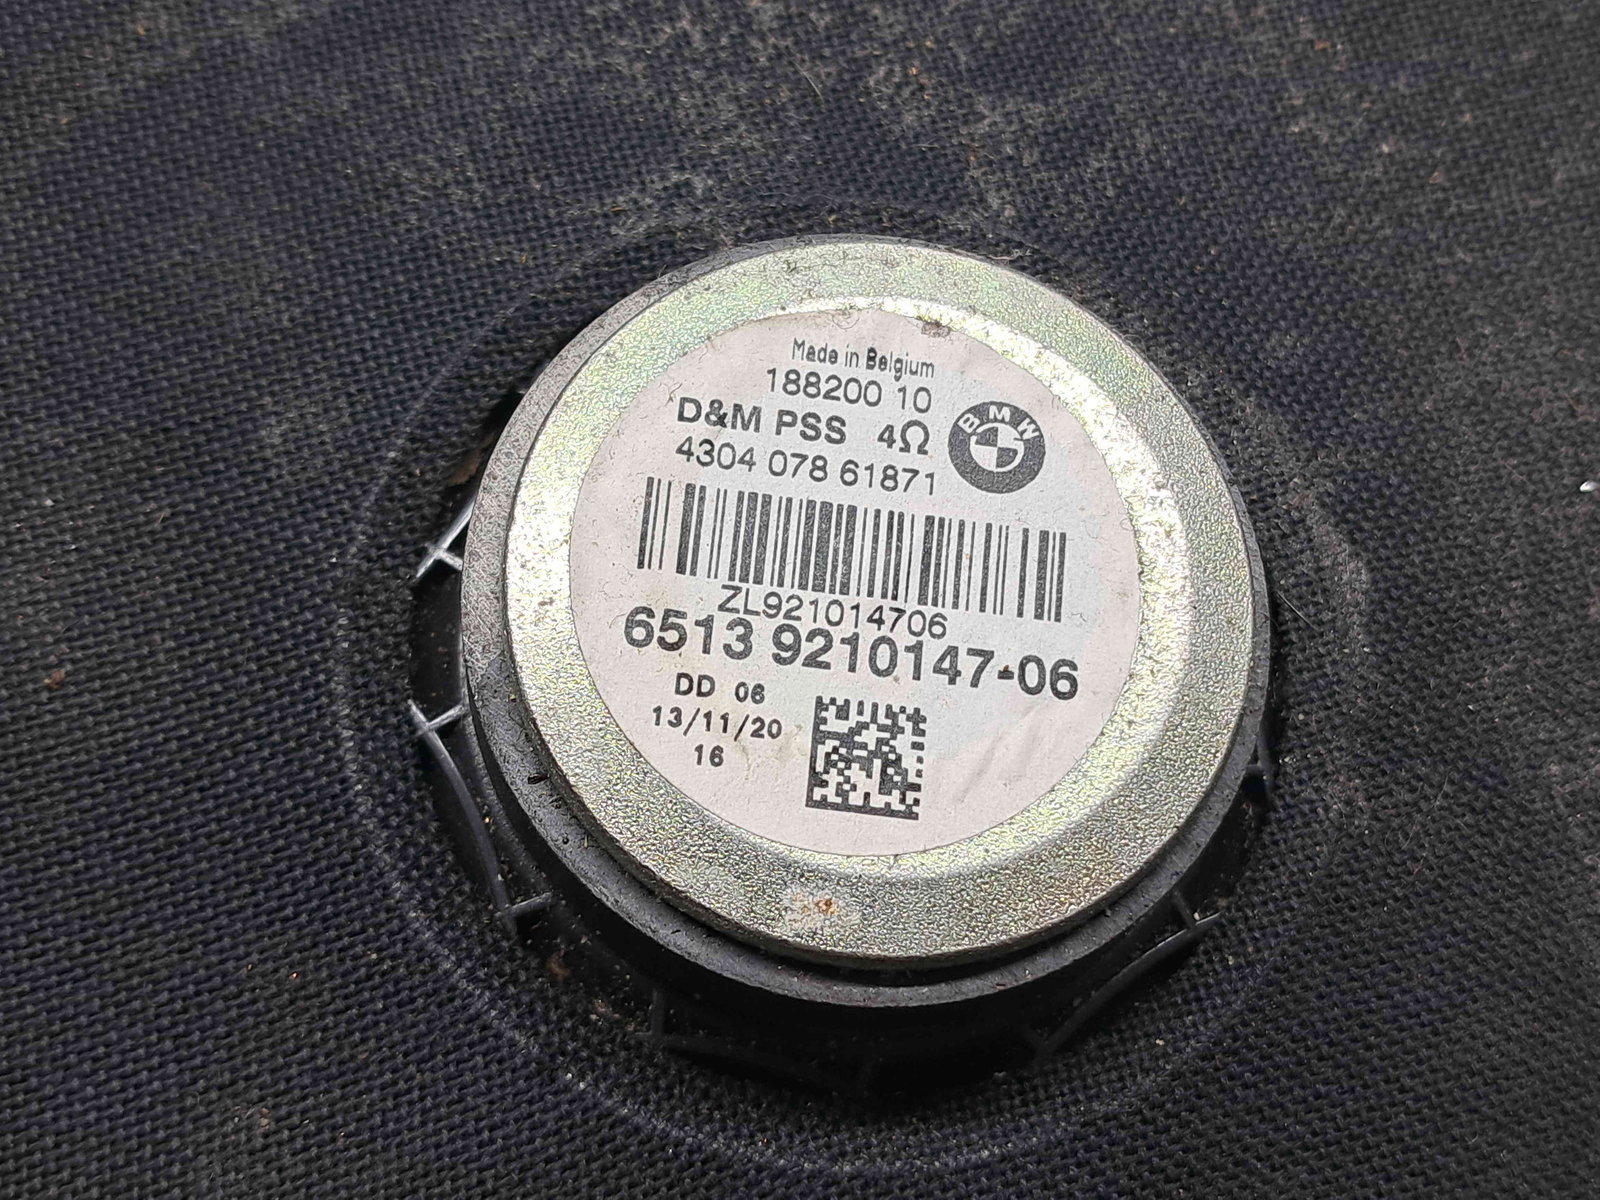 Made in Belgium
188200 10
D&M PSS 4Ω
BMW
4304 078 61871
ZL921014706
6513 9210147-06
DD 06
13/11/20
16